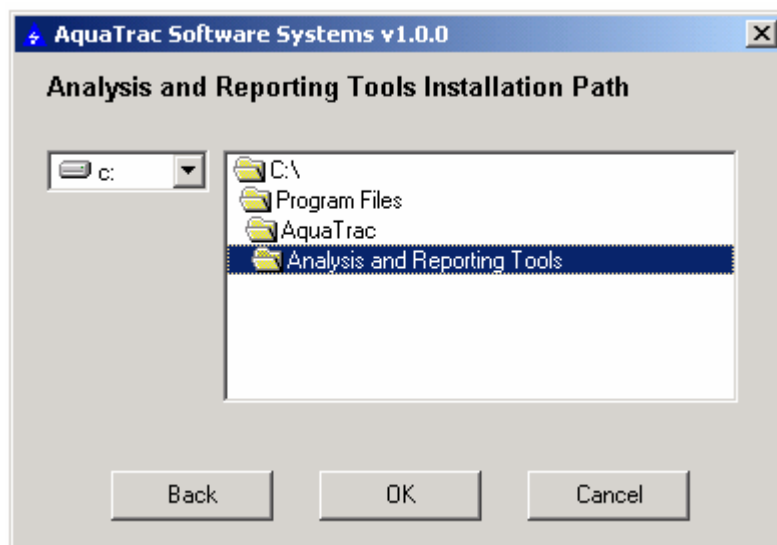 AquaTrac Software Systems v1.0.0
Analysis and Reporting Tools Installation Path
c:
C:\
Program Files
AquaTrac
Analysis and Reporting Tools
Back
OK
Cancel